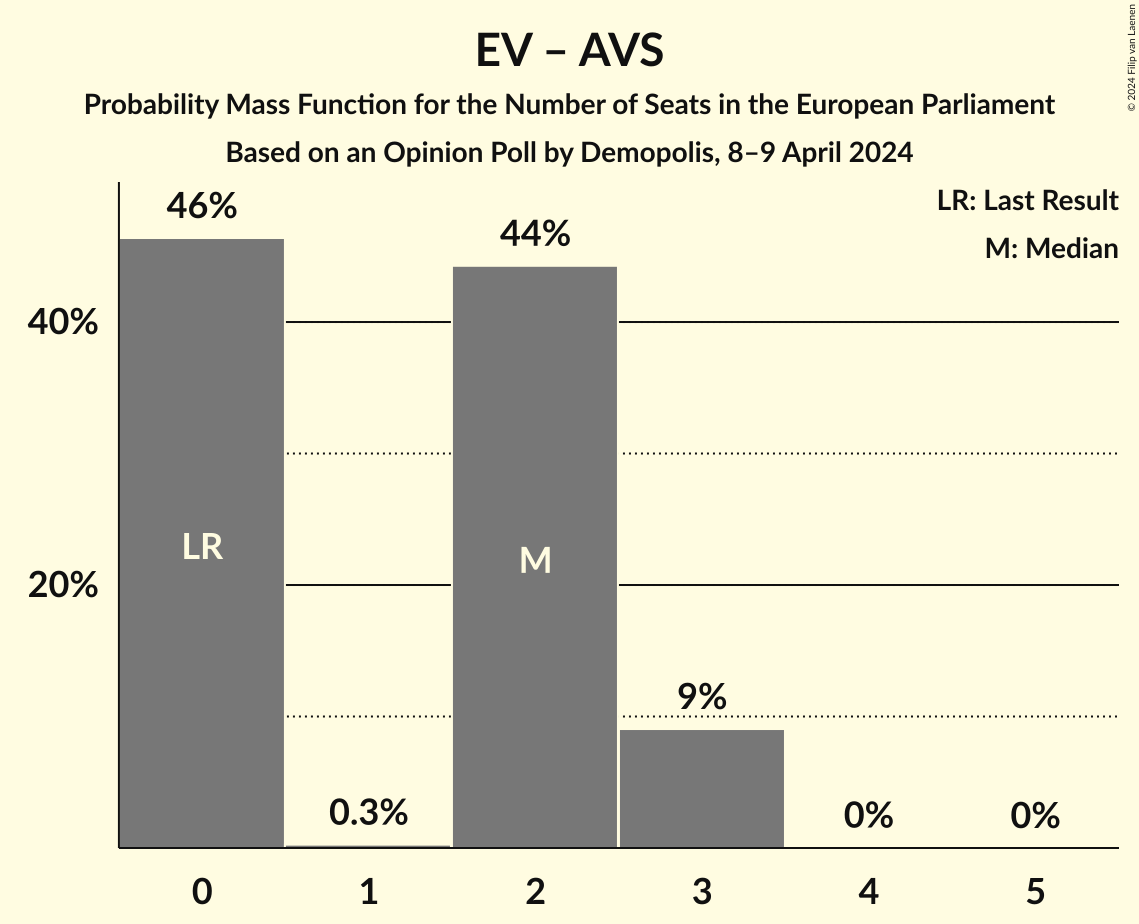 EV – AVS
Probability Mass Function for the Number of Seats in the European Parliament
Based on an Opinion Poll by Demopolis, 8–9 April 2024
© 2024 Filip van Laenen
LR: Last Result
M: Median
46%
44%
40%
LR
M
20%
9%
0.3%
0%
0%
0
1
2
3
4
5